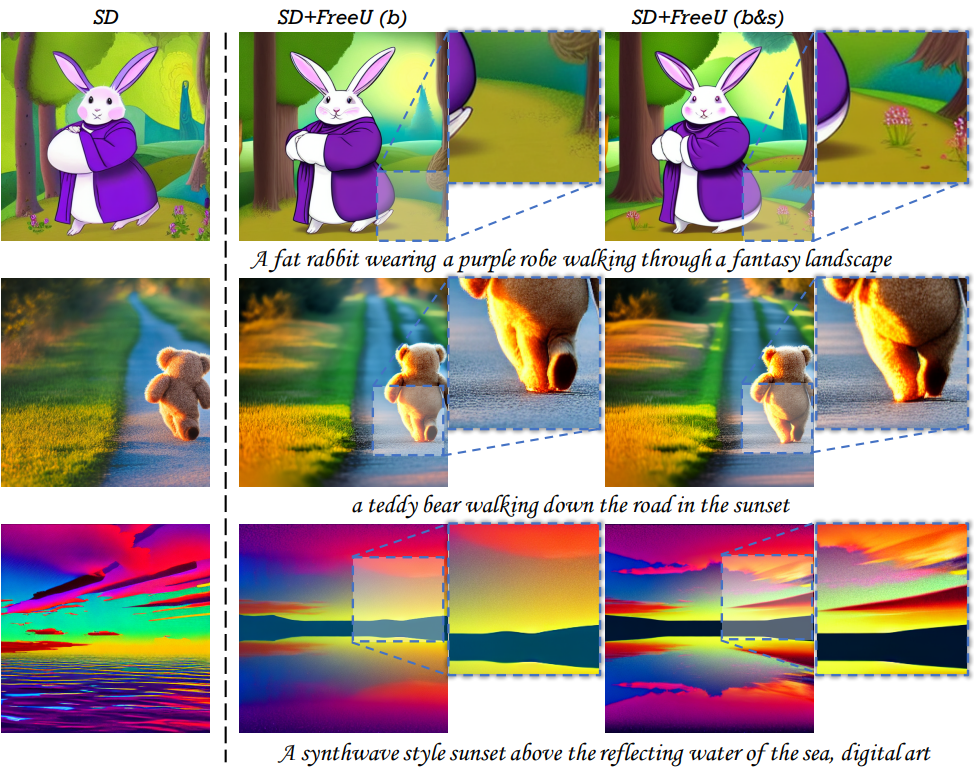 SD SD+FreeU (b) SD+FreeU (b&s)
A fat rabbit wearing a purple robe walking through a fantasy landscape
a teddy bear walking down the road in the sunset
A synthwave style sunset above the reflecting water of the sea, digital art